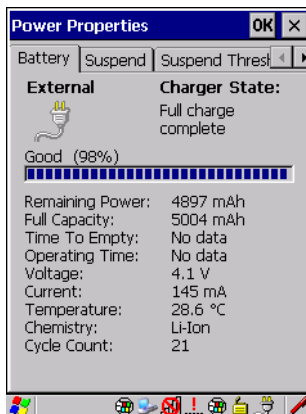 Power Properties OK ×
Battery Suspend Suspend Thresl
External Charger State:
Full charge
complete
Good (98%)
Remaining Power: 4897 mAh
Full Capacity: 5004 mAh
Time To Empty: No data
Operating Time: No data
Voltage: 4.1 V
Current: 145 mA
Temperature: 28.6 °C
Chemistry: Li-Ion
Cycle Count: 21